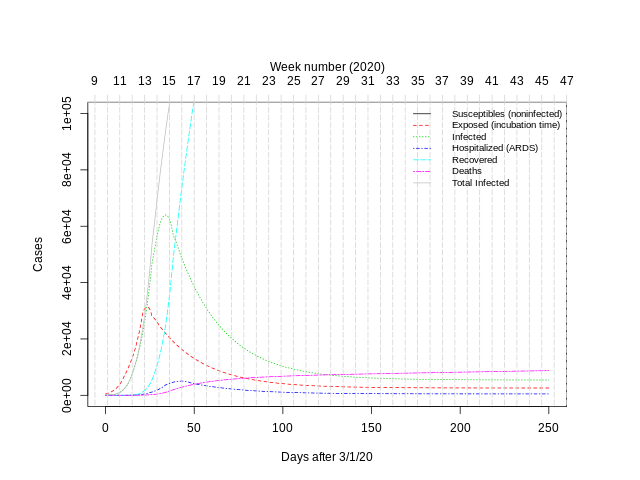 Week number (2020)
9 11 13 15 17 19 21 23 25 27 29 31 33 35 37 39 41 43 45 47
Susceptibles (noninfected)
Exposed (incubation time)
Infected
Hospitalized (ARDS)
Recovered
Deaths
Total Infected
Cases
1e+05
8e+04
6e+04
4e+04
2e+04
0e+00
0 50 100 150 200 250
Days after 3/1/20